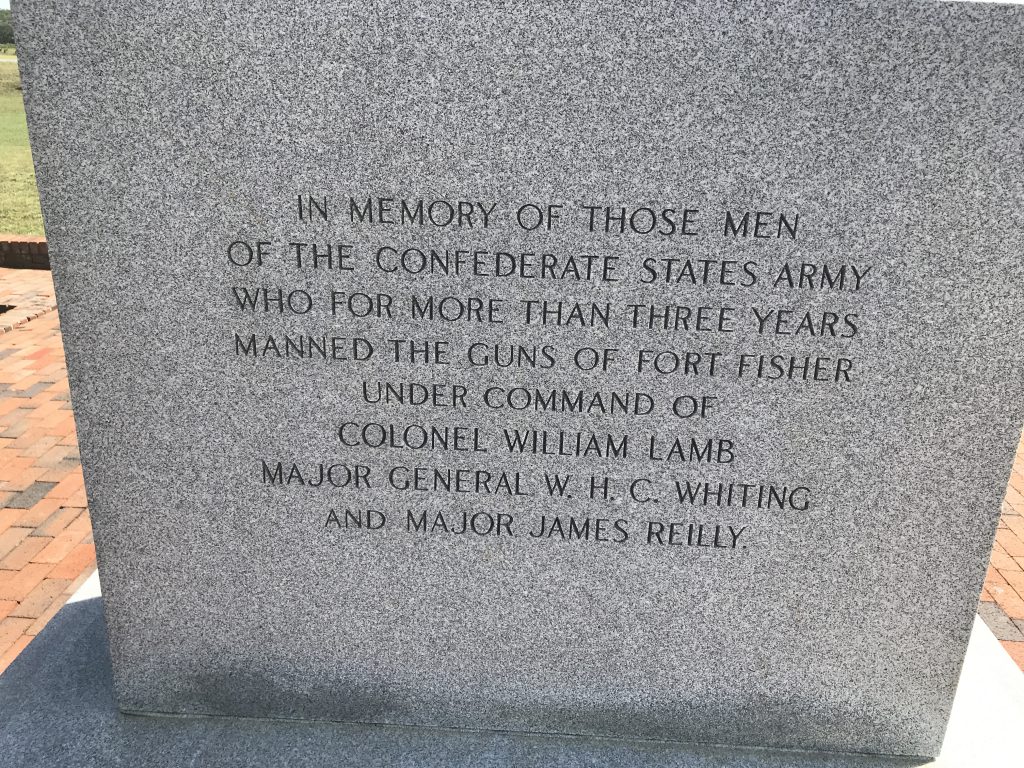 IN MEMORY OF THOSE MEN
OF THE CONFEDERATE STATES ARMY
WHO FOR MORE THAN THREE YEARS
MANNED THE GUNS OF FORT FISHER
UNDER COMMAND OF
COLONEL WILLIAM LAMB
MAJOR GENERAL W. H. C. WHITING
AND MAJOR JAMES REILLY.